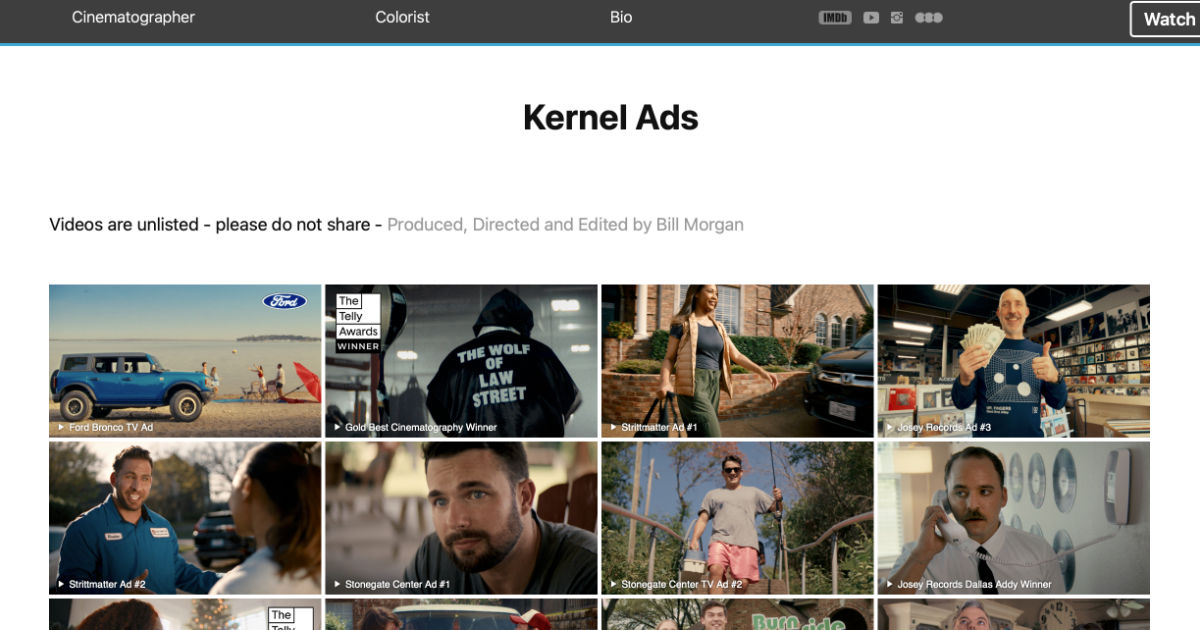 Cinematographer
Colorist
Bio
IMDb
Watch
Kernel Ads
Videos are unlisted - please do not share - Produced, Directed and Edited by Bill Morgan
Ford
Ford Bronco TV Ad
The
Telly
Awards
WINNER
THE WOLF
OF
LAW
$TREET
Gold Best Cinematography Winner
Strittmatter Ad #1
Josey Records Ad #3
Strittmatter Ad #2
Stonegate Center Ad #1
Stonegate Center TV Ad #2
Josey Records Dallas Addy Winner
The
Telly
Burnside